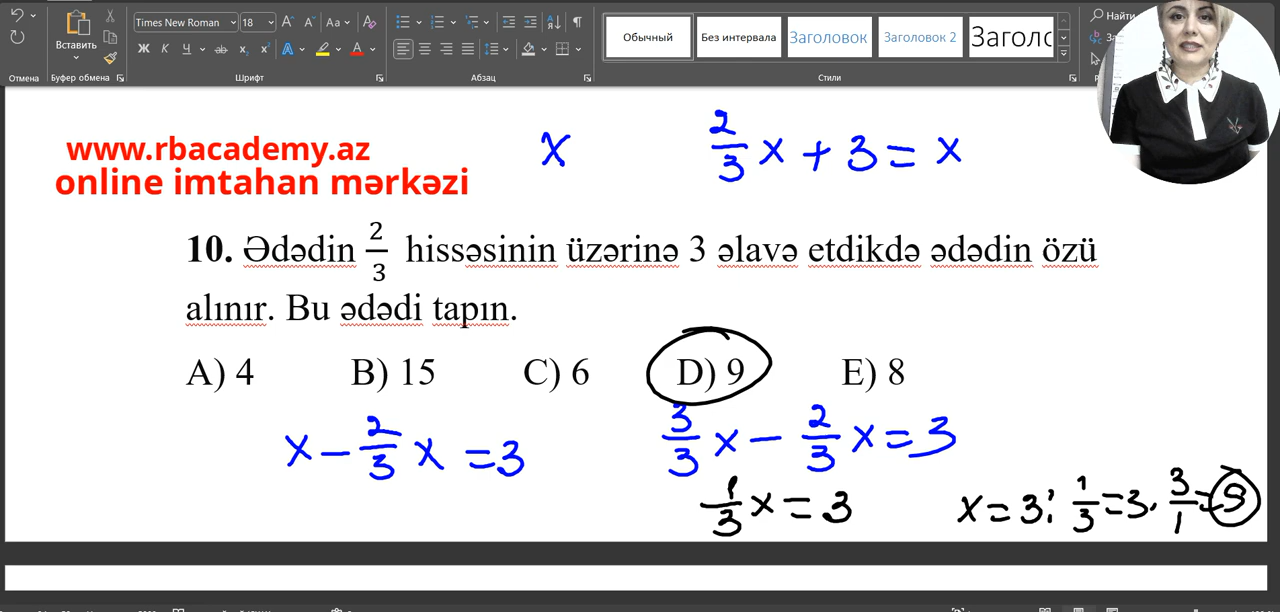 Вставить
Times New Roman 18 Aa
Ж К Ч ab x x A A
Обычный Без интервала Заголовок Заголовок 2 Заголо
Найти
Отмена Буфер обмена Шрифт Абзац Стили
www.rbacademy.az
online imtahan mərkəzi
x 2/3 x + 3 = x
10. Ədədin 2/3 hissəsinin üzərinə 3 əlavə etdikdə ədədin özü
alınır. Bu ədədi tapın.
A) 4 B) 15 C) 6 D) 9 E) 8
x - 2/3 x = 3 3/3 x - 2/3 x = 3
1/3 x = 3 x = 3 : 1/3 = 3 · 3/1 = 9